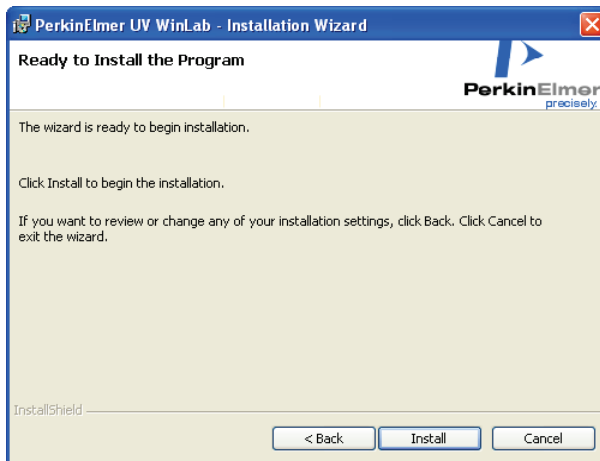 PerkinElmer UV WinLab - Installation Wizard
Ready to Install the Program
PerkinElmer
precisely.
The wizard is ready to begin installation.
Click Install to begin the installation.
If you want to review or change any of your installation settings, click Back. Click Cancel to
exit the wizard.
InstallShield
< Back Install Cancel